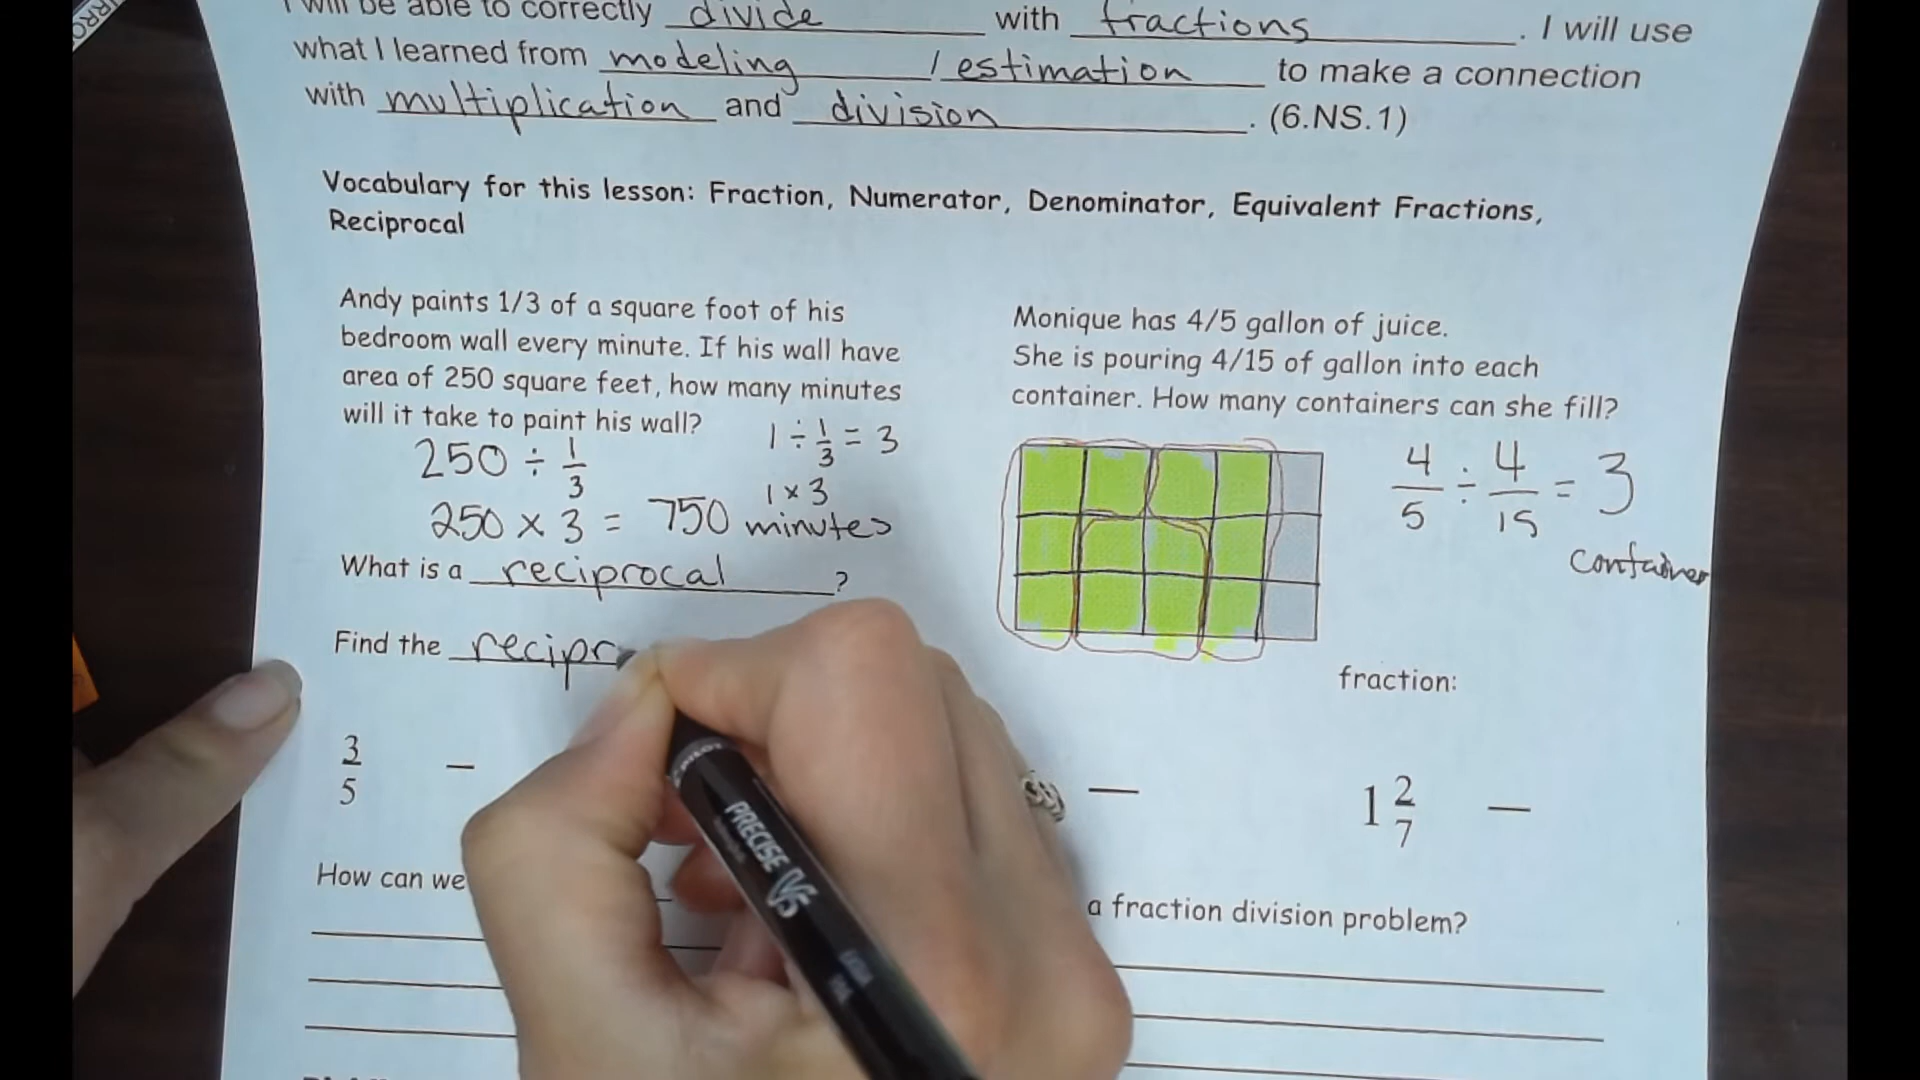 I will be able to correctly divide with fractions. I will use
what I learned from modeling / estimation to make a connection
with multiplication and division. (6.NS.1)
Vocabulary for this lesson: Fraction, Numerator, Denominator, Equivalent Fractions,
Reciprocal
Andy paints 1/3 of a square foot of his
bedroom wall every minute. If his wall have
area of 250 square feet, how many minutes
will it take to paint his wall?
250 ÷ 1/3
1 ÷ 1/3 = 3
1 x 3
250 x 3 = 750 minutes
Monique has 4/5 gallon of juice.
She is pouring 4/15 of gallon into each
container. How many containers can she fill?
4/5 ÷ 4/15 = 3
container
What is a reciprocal?
Find the recipr
fraction:
3/5 —
—
1 2/7 —
How can we
a fraction division problem?
PILOT
PRECISE V5